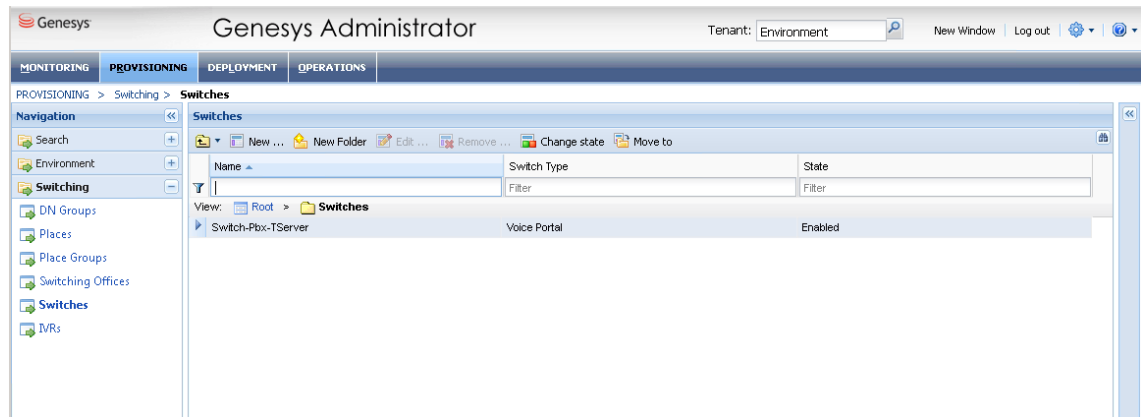 Genesys
Genesys Administrator
Tenant: Environment
New Window | Log out
MONITORING PROVISIONING DEPLOYMENT OPERATIONS
PROVISIONING > Switching > Switches
Navigation
Switches
Search
New ... New Folder Edit ... Remove ... Change state Move to
Environment
Name Switch Type State
Switching
Filter Filter
DN Groups
View: Root > Switches
Places
Switch-Pbx-TServer Voice Portal Enabled
Place Groups
Switching Offices
Switches
IVRs